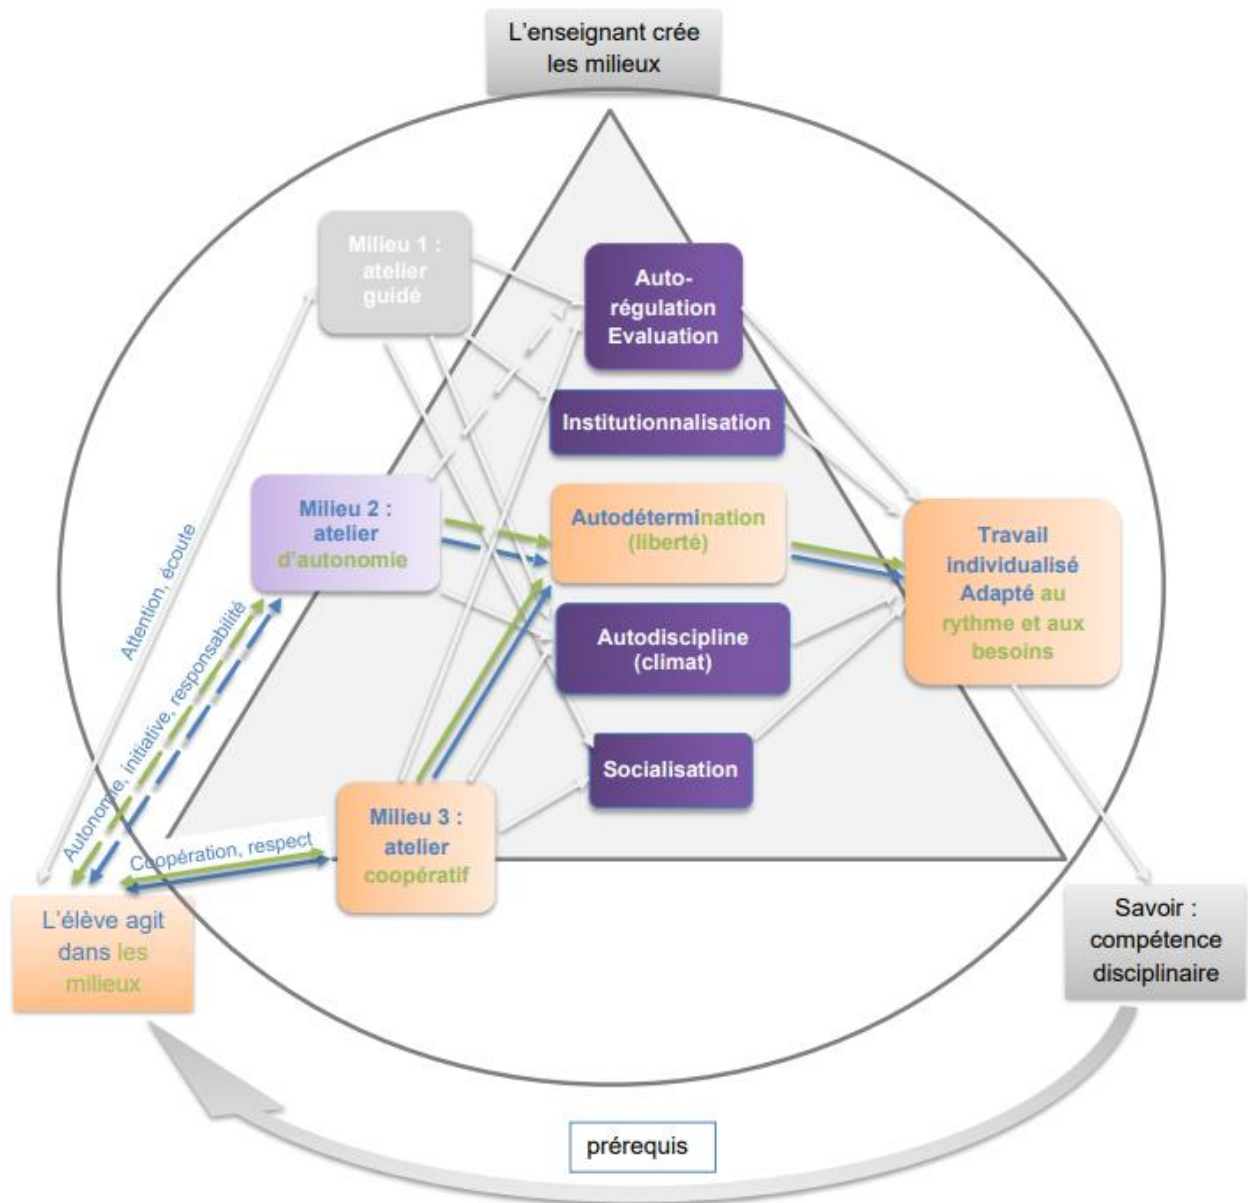 L'enseignant crée
les milieux
Milieu 1 :
atelier
guidé
Auto-
régulation
Evaluation
Institutionnalisation
Milieu 2 :
atelier
d'autonomie
Autodétermination
(liberté)
Travail
individualisé
Adapté au
rythme et aux
besoins
Attention, écoute
Autonomie, initiative, responsabilité
Autodiscipline
(climat)
Socialisation
Milieu 3 :
atelier
coopératif
Coopération, respect
L'élève agit
dans les
milieux
Savoir :
compétence
disciplinaire
prérequis